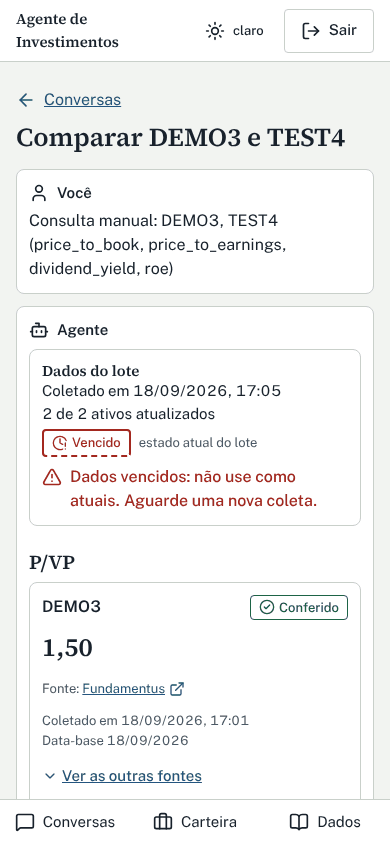 Agente de
Investimentos
claro
Sair
Conversas
Comparar DEMO3 e TEST4
Você
Consulta manual: DEMO3, TEST4
(price_to_book, price_to_earnings,
dividend_yield, roe)
Agente
Dados do lote
Coletado em 18/09/2026, 17:05
2 de 2 ativos atualizados
Vencido estado atual do lote
Dados vencidos: não use como
atuais. Aguarde uma nova coleta.
P/VP
DEMO3
Conferido
1,50
Fonte: Fundamentus
Coletado em 18/09/2026, 17:01
Data-base 18/09/2026
Ver as outras fontes
Conversas
Carteira
Dados